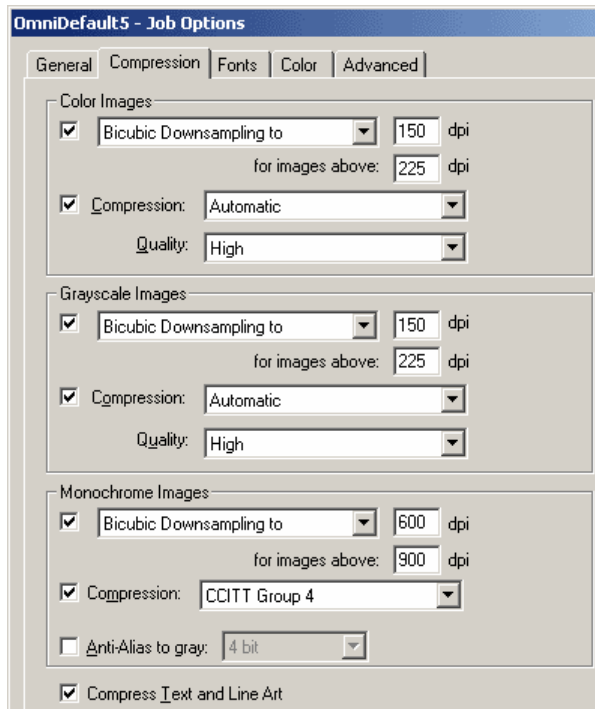 OmniDefault5 - Job Options
General Compression Fonts Color Advanced
Color Images
Bicubic Downsampling to 150 dpi
for images above: 225 dpi
Compression: Automatic
Quality: High
Grayscale Images
Bicubic Downsampling to 150 dpi
for images above: 225 dpi
Compression: Automatic
Quality: High
Monochrome Images
Bicubic Downsampling to 600 dpi
for images above: 900 dpi
Compression: CCITT Group 4
Anti-Alias to gray: 4 bit
Compress Text and Line Art